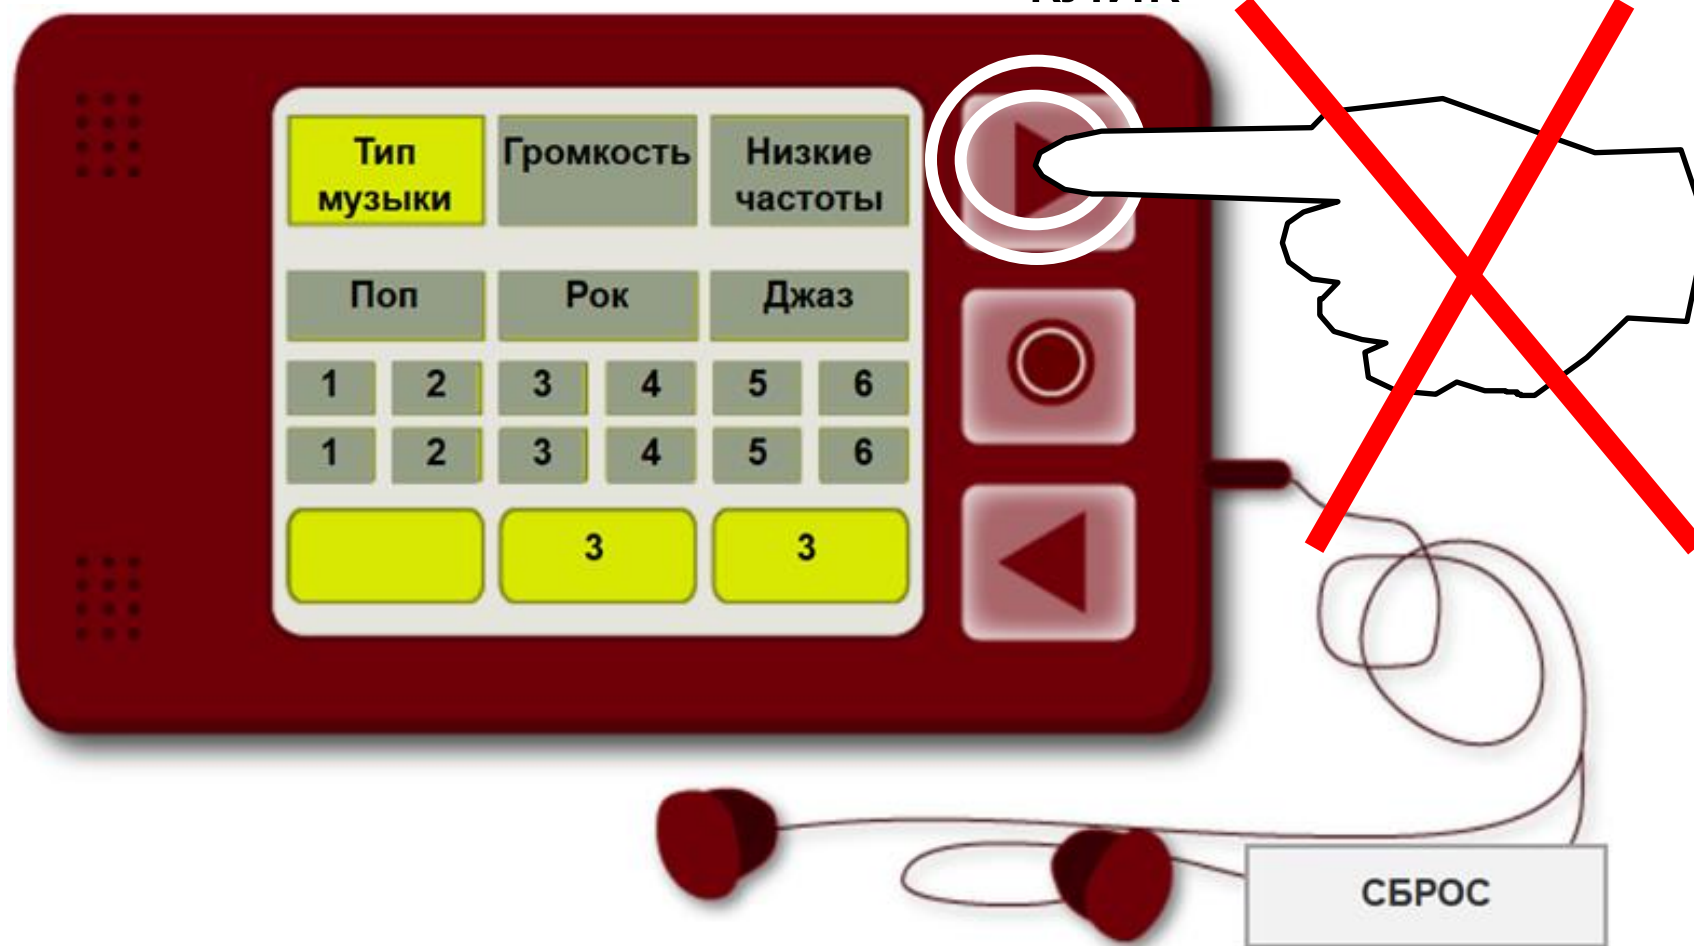 Тип
музыки
Громкость
Низкие
частоты
Поп
Рок
Джаз
1 2 3 4 5 6
1 2 3 4 5 6
3
3
СБРОС